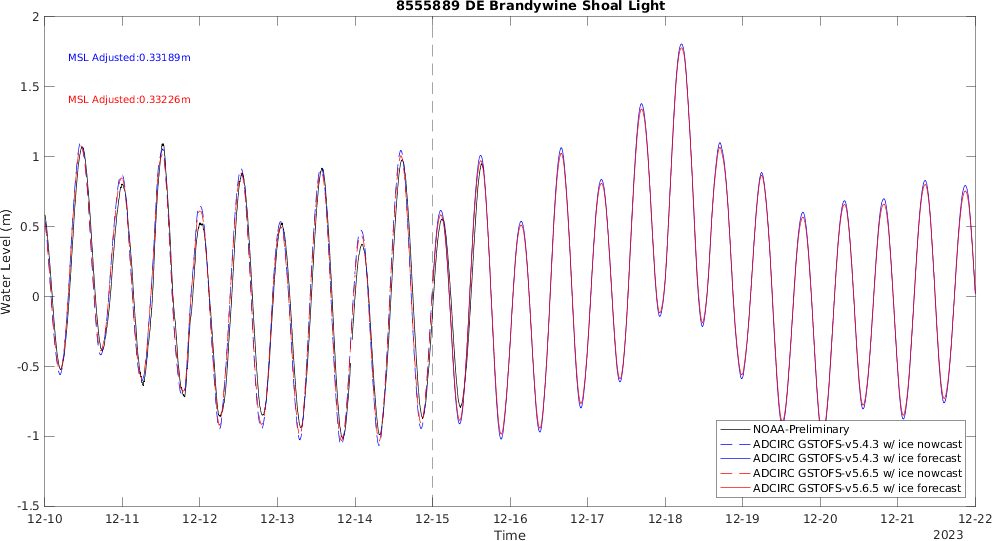 8555889 DE Brandywine Shoal Light
MSL Adjusted:0.33189m
MSL Adjusted:0.33226m
Water Level (m)
2
1.5
1
0.5
0
-0.5
-1
-1.5
NOAA-Preliminary
ADCIRC GSTOFS-v5.4.3 w/ ice nowcast
ADCIRC GSTOFS-v5.4.3 w/ ice forecast
ADCIRC GSTOFS-v5.6.5 w/ ice nowcast
ADCIRC GSTOFS-v5.6.5 w/ ice forecast
12-10 12-11 12-12 12-13 12-14 12-15 12-16 12-17 12-18 12-19 12-20 12-21 12-22
Time
2023